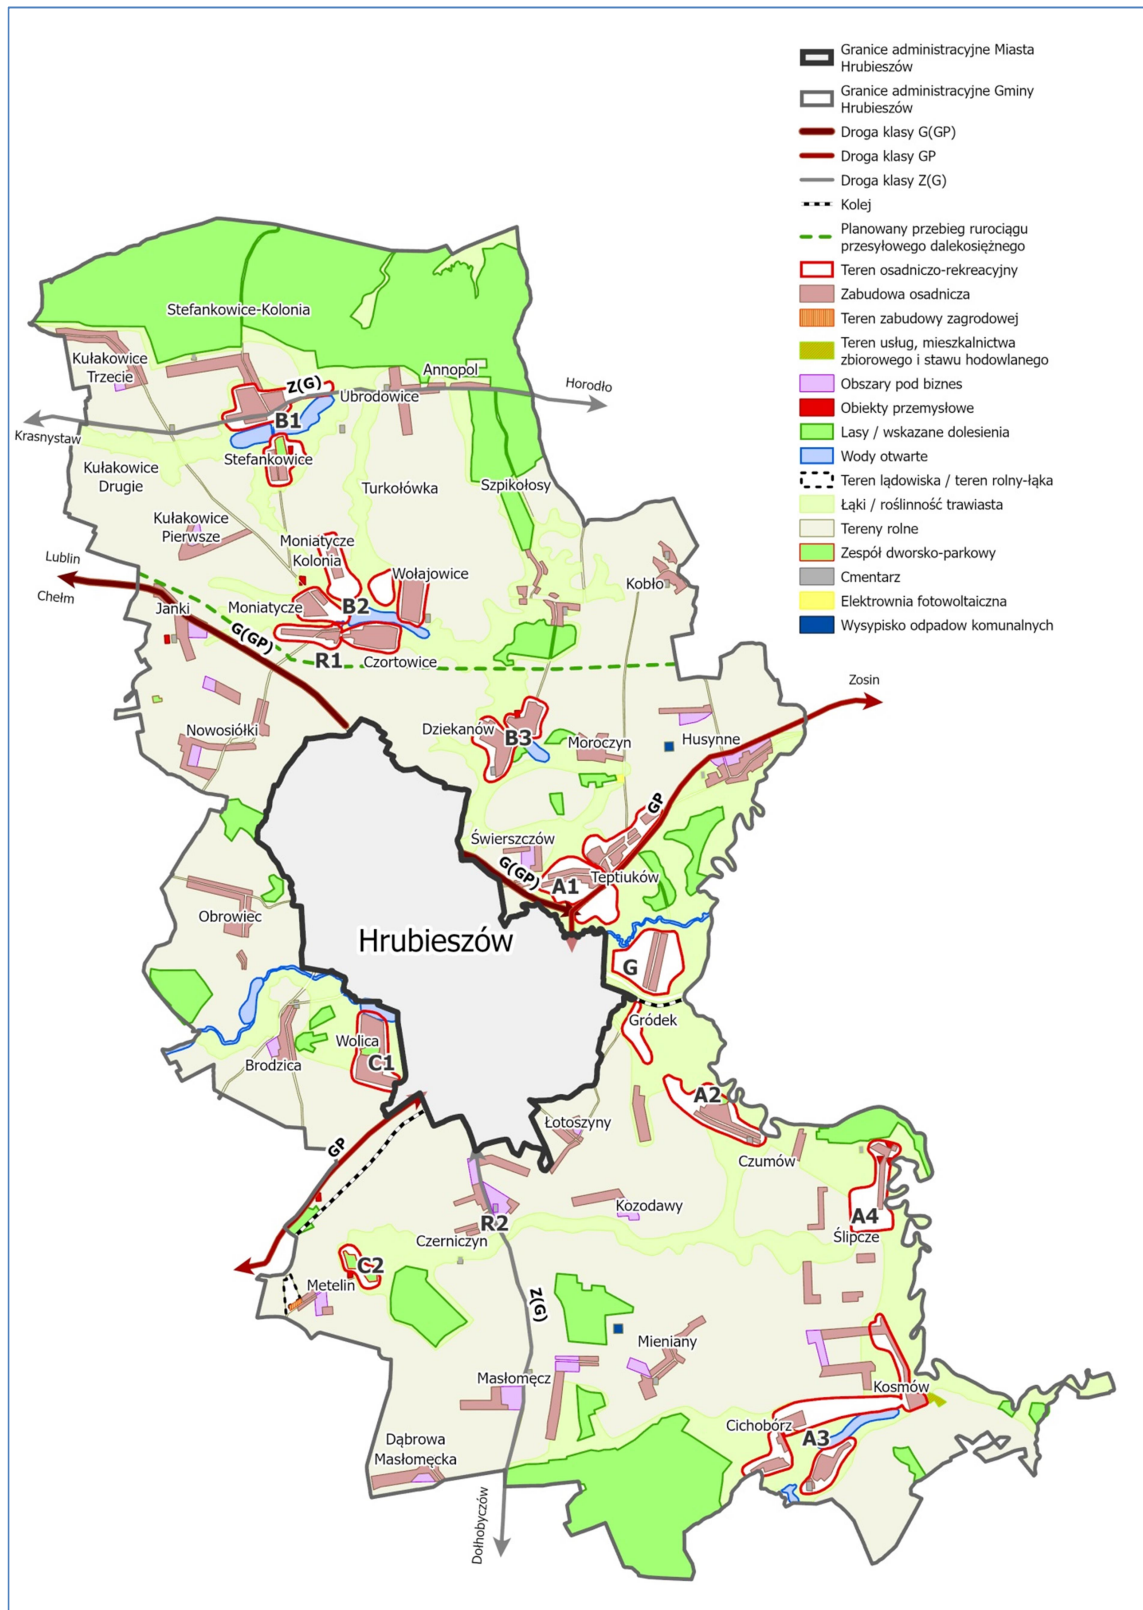 Granice administracyjne Miasta
Hrubieszów
Granice administracyjne Gminy
Hrubieszów
Droga klasy G(GP)
Droga klasy GP
Droga klasy Z(G)
Kolej
Planowany przebieg rurociągu
przesyłowego dalekosiężnego
Teren osadniczo-rekreacyjny
Zabudowa osadnicza
Teren zabudowy zagrodowej
Teren usług, mieszkalnictwa
zbiorowego i stawu hodowlanego
Obszary pod biznes
Obiekty przemysłowe
Lasy / wskazane dolesienia
Wody otwarte
Teren lądowiska / teren rolny-łąka
Łąki / roślinność trawiasta
Tereny rolne
Zespół dworsko-parkowy
Cmentarz
Elektrownia fotowoltaiczna
Wysypisko odpadow komunalnych
Stefankowice-Kolonia
Kułakowice
Trzecie
Annopol
Z(G)
Horodło
Ubrodowice
B1
Krasnystaw
Stefankowice
Kułakowice
Drugie
Turkołówka
Szpikołosy
Kułakowice
Pierwsze
Moniatycze
Kolonia
Lublin
Chełm
Wołajowice
Kobło
Janki
Moniatycze
B2
G(GP)
R1
Czortowice
Zosin
Nowosiółki
Dziekanów
B3
Moroczyn
Husynne
GP
Świerszczów
G(GP)
A1
Teptiuków
Obrowiec
Hrubieszów
G
Gródek
Wolica
C1
Brodzica
A2
Łotoszyny
GP
Czumów
Kozodawy
R2
A4
Czerniczyn
Ślipcze
C2
Metelin
Z(G)
Mieniany
Masłomęcz
Kosmów
Cichobórz
A3
Dąbrowa
Masłomęcka
Dołhobyczów